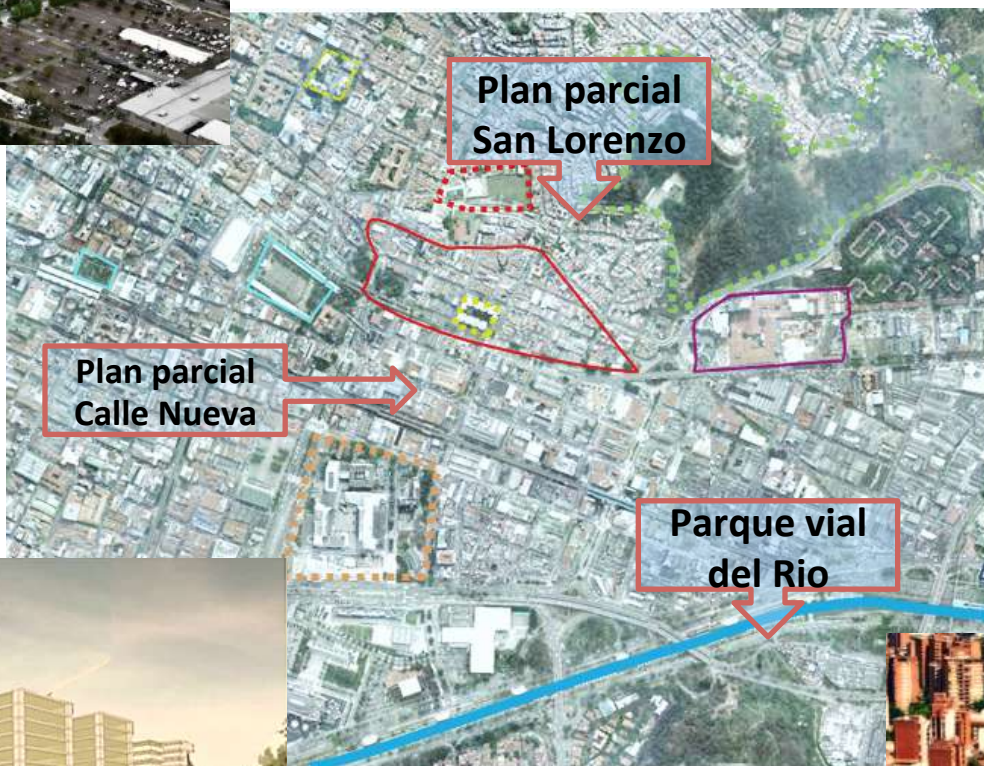 Plan parcial
San Lorenzo
Plan parcial
Calle Nueva
Parque vial
del Rio